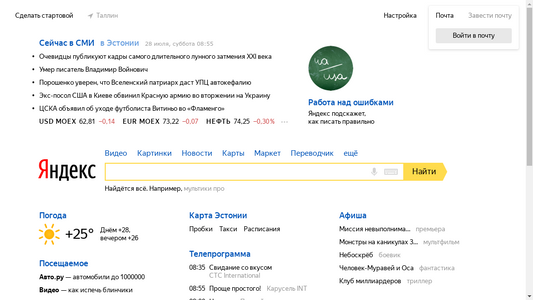 Сделать стартовой
Таллин
Настройка
Почта
Завести почту
Войти в почту
Сейчас в СМИ в Эстонии 28 июля, суббота 08:55
Очевидцы публикуют кадры самого длительного лунного затмения XXI века
Умер писатель Владимир Войнович
Порошенко уверен, что Вселенский патриарх даст УПЦ автокефалию
Экс-посол США в Киеве обвинил Красную армию во вторжении на Украину
ЦСКА объявил об уходе футболиста Витиньо во «Фламенго»
USD MOEX 62,81 −0,14 EUR MOEX 73,22 −0,07 НЕФТЬ 74,25 −0,30% ···
Работа над ошибками
Яндекс подскажет,
как писать правильно
Видео Картинки Новости Карты Маркет Переводчик ещё
Яндекс
Найти
Найдётся всё. Например, мультики про
Погода
+25°
Днём +28,
вечером +26
Посещаемое
Авто.ру — автомобили до 1000000
Видео — как испечь блинчики
Карта Эстонии
Пробки Такси Расписания
Телепрограмма
08:35 Свидание со вкусом
СТС International
08:55 Проще простого! Карусель INT
Афиша
Миссия невыполнима... премьера
Монстры на каникулах 3... мультфильм
Небоскрёб боевик
Человек-Муравей и Оса фантастика
Клуб миллиардеров триллер